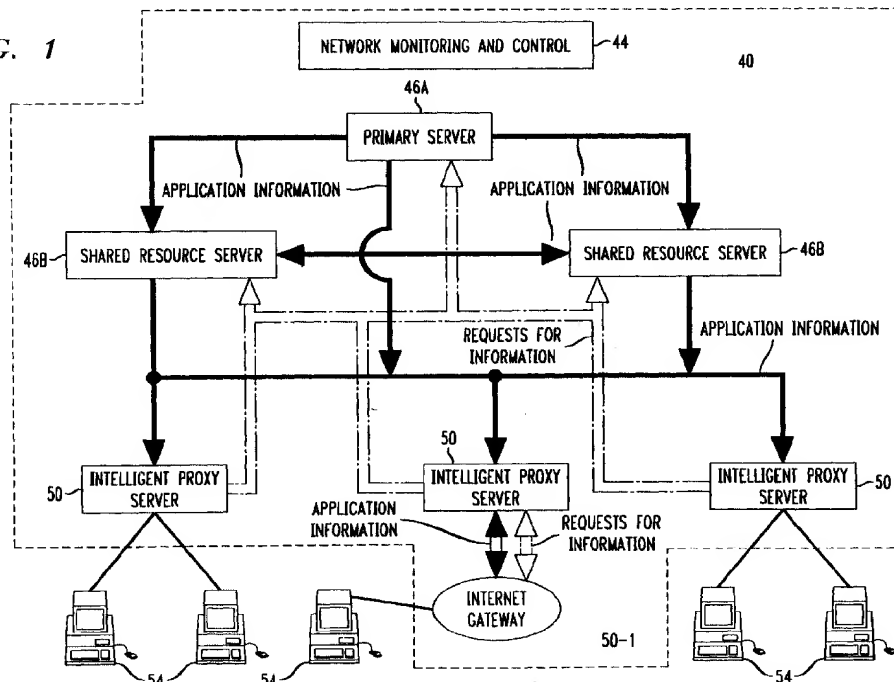 G. 1
NETWORK MONITORING AND CONTROL
44
40
46A
PRIMARY SERVER
APPLICATION INFORMATION
APPLICATION
INFORMATION
46B
SHARED RESOURCE SERVER
SHARED RESOURCE SERVER
46B
REQUESTS FOR
INFORMATION
APPLICATION INFORMATION
50
INTELLIGENT PROXY
SERVER
50
INTELLIGENT PROXY
SERVER
INTELLIGENT PROXY
SERVER
50
APPLICATION
INFORMATION
REQUESTS FOR
INFORMATION
INTERNET
GATEWAY
50-1
54
54
54